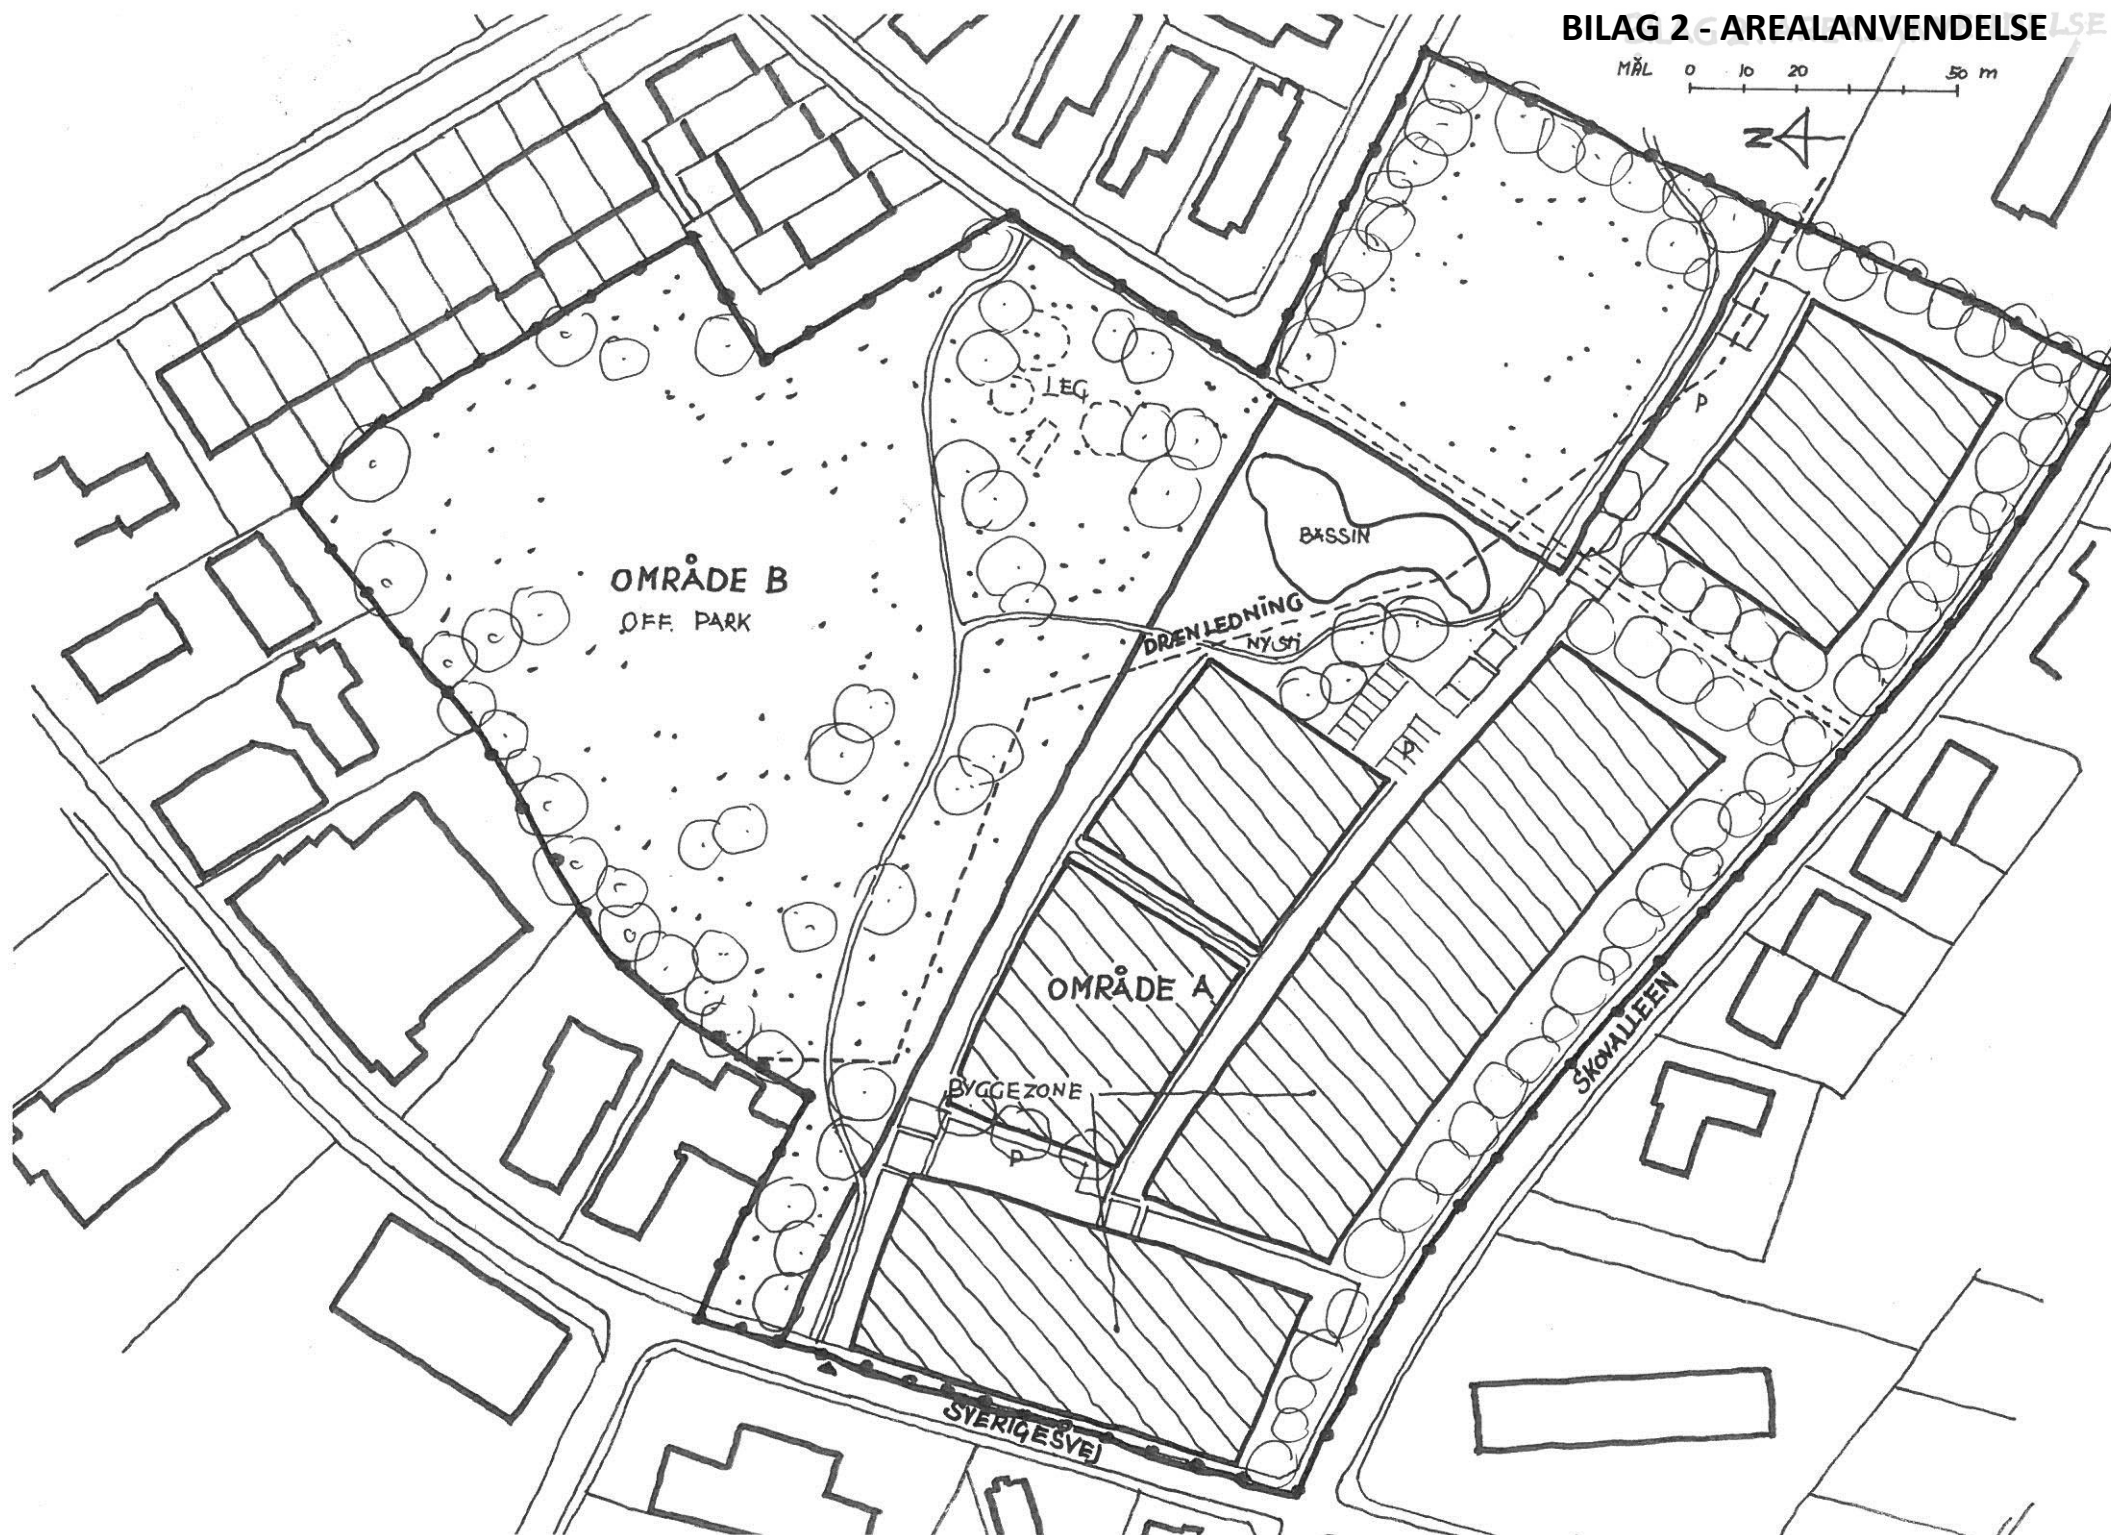 BILAG 2 - AREALANVENDELSE
MÅL 0 10 20 50 m
N
P
LEG
BASSIN
OMRÅDE B
OFF. PARK
DRÆNLEDNING
NY STI
P
OMRÅDE A
SKOVALLEEN
BYGGEZONE
P
SVERIGESVEJ